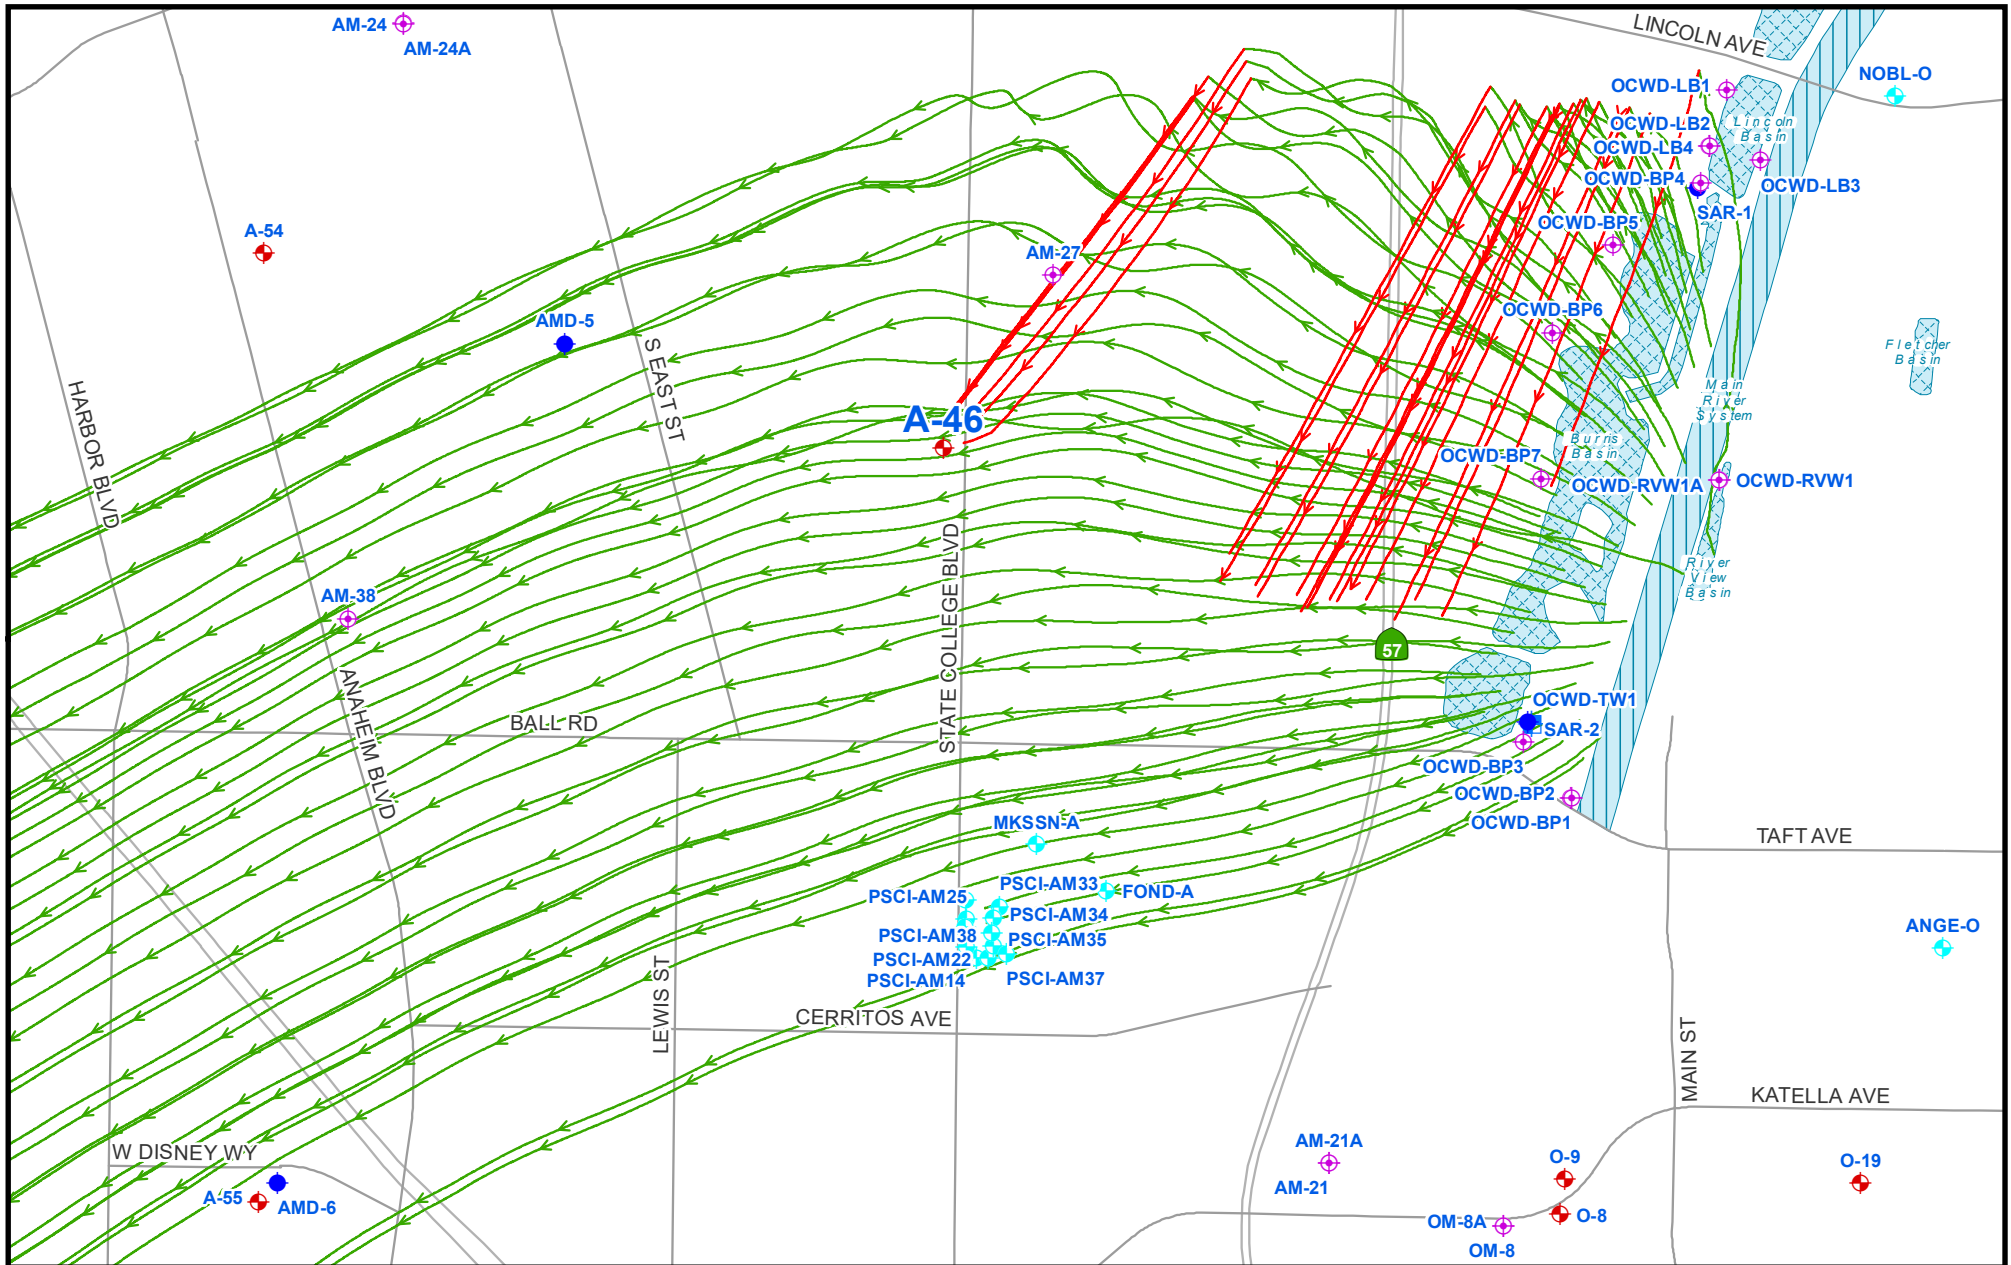 LINCOLN AVE
AM-24
AM-24A
NOBL-O
OCWD-LB1
OCWD-LB2
Lincoln
Basin
OCWD-LB4
OCWD-BP4
OCWD-LB3
SAR-1
OCWD-BP5
A-54
AM-27
OCWD-BP6
AMD-5
S EAST ST
Fletcher
Basin
HARBOR BLVD
Main
River
System
A-46
Burris
Basin
OCWD-BP7
OCWD-RVW1A
OCWD-RVW1
STATE COLLEGE BLVD
River
View
Basin
AM-38
57
ANAHEIM BLVD
OCWD-TW1
BALL RD
SAR-2
OCWD-BP3
OCWD-BP2
OCWD-BP1
MKSSN-A
TAFT AVE
PSCI-AM33
FOND-A
PSCI-AM25
PSCI-AM34
PSCI-AM38
PSCI-AM35
ANGE-O
PSCI-AM22
PSCI-AM14
PSCI-AM37
LEWIS ST
CERRITOS AVE
MAIN ST
KATELLA AVE
W DISNEY WY
AM-21A
AM-21
O-9
O-19
A-55
AMD-6
O-8
OM-8A
OM-8